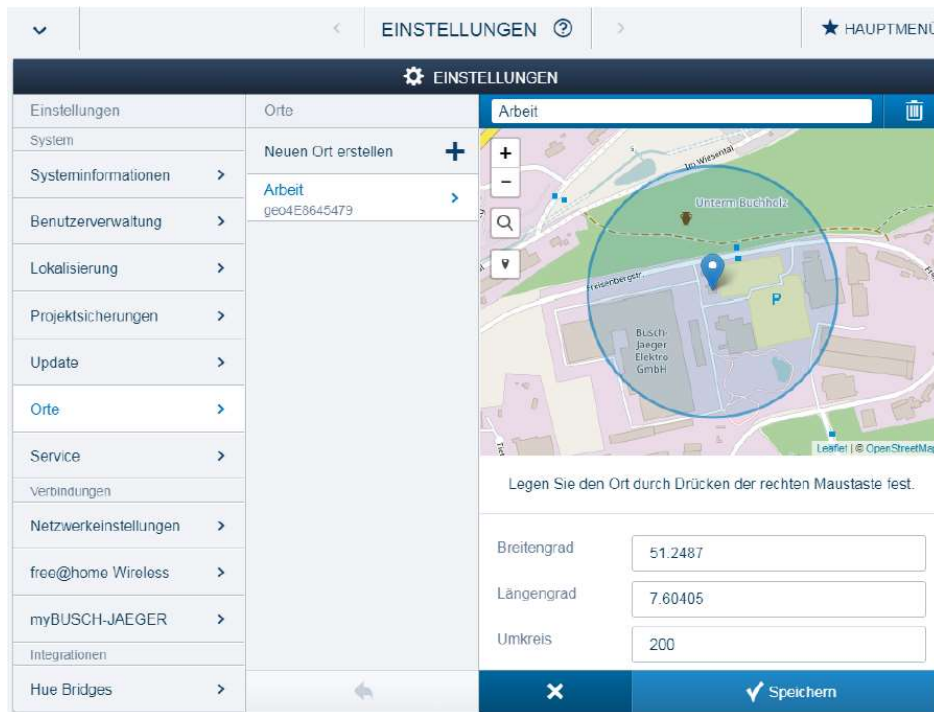 EINSTELLUNGEN
HAUPTMENÜ
EINSTELLUNGEN
Einstellungen
System
Systeminformationen
Benutzerverwaltung
Lokalisierung
Projektsicherungen
Update
Orte
Service
Verbindungen
Netzwerkeinstellungen
free@home Wireless
myBUSCH-JAEGER
Integrationen
Hue Bridges
Orte
Neuen Ort erstellen
Arbeit
geo4E8645479
Arbeit
+
−
Im Wiesental
Unterm Buchholz
Freisenbergstr.
P
Busch-
Jaeger
Elektro
GmbH
Leaflet | © OpenStreetMap
Legen Sie den Ort durch Drücken der rechten Maustaste fest.
Breitengrad
51.2487
Längengrad
7.60405
Umkreis
200
Speichern